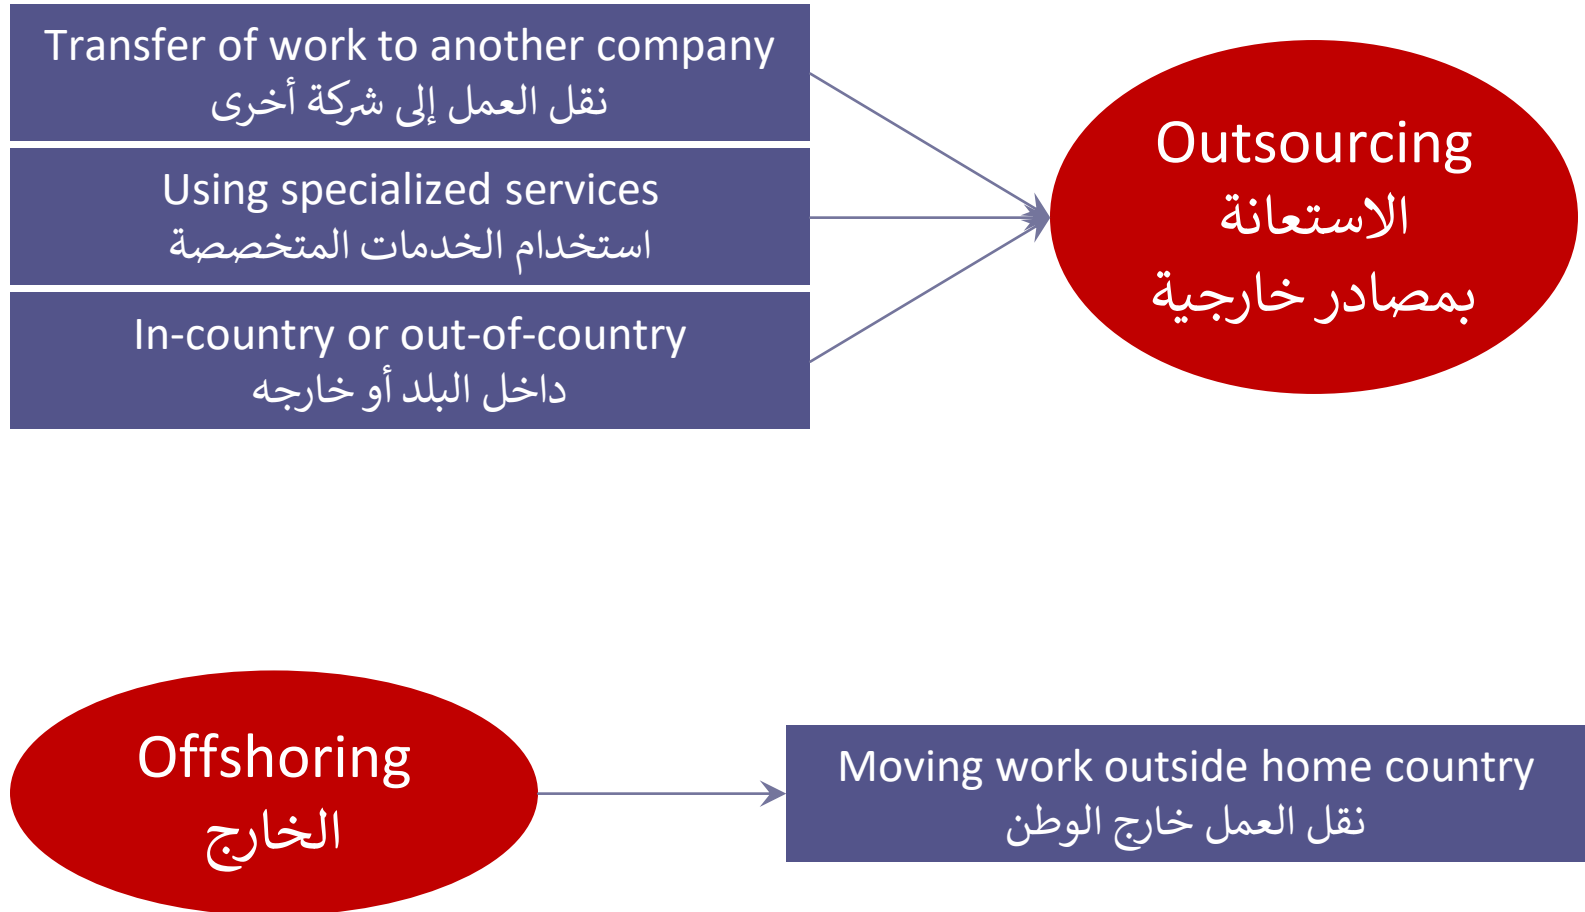 Transfer of work to another company
نقل العمل إلى شركة أخرى
Using specialized services
استخدام الخدمات المتخصصة
In-country or out-of-country
داخل البلد أو خارجه
Outsourcing
الاستعانة
بمصادر خارجية
Offshoring
الخارج
Moving work outside home country
نقل العمل خارج الوطن